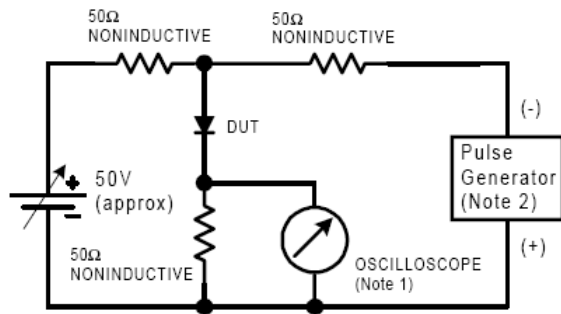 50Ω
NONINDUCTIVE
50Ω
NONINDUCTIVE
DUT
(-)
+
50V
(approx)
-
Pulse
Generator
(Note 2)
(+)
50Ω
NONINDUCTIVE
OSCILLOSCOPE
(Note 1)